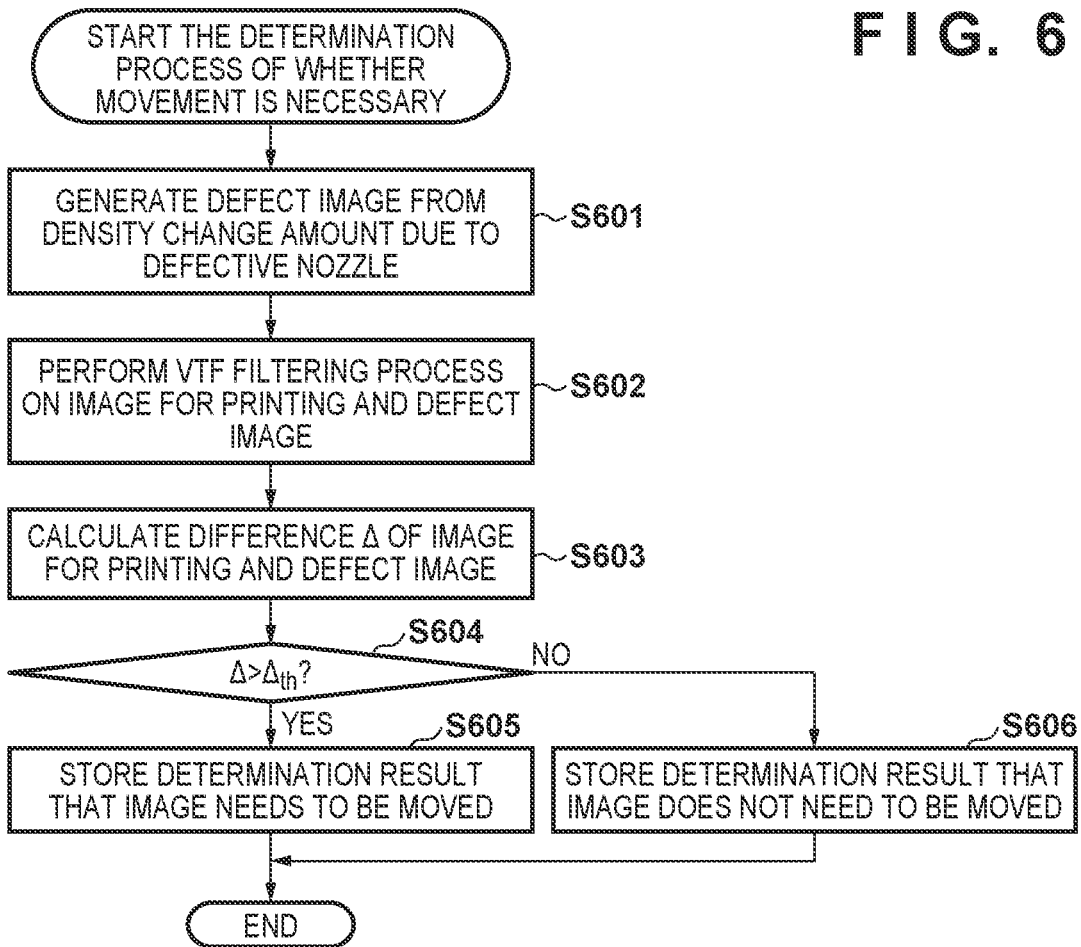 FIG. 6
START THE DETERMINATION
PROCESS OF WHETHER
MOVEMENT IS NECESSARY
GENERATE DEFECT IMAGE FROM
DENSITY CHANGE AMOUNT DUE TO
DEFECTIVE NOZZLE
S601
PERFORM VTF FILTERING PROCESS
ON IMAGE FOR PRINTING AND DEFECT
IMAGE
S602
CALCULATE DIFFERENCE Δ OF IMAGE
FOR PRINTING AND DEFECT IMAGE
S603
S604
Δ>Δth?
NO
YES
S605
STORE DETERMINATION RESULT
THAT IMAGE NEEDS TO BE MOVED
S606
STORE DETERMINATION RESULT THAT
IMAGE DOES NOT NEED TO BE MOVED
END